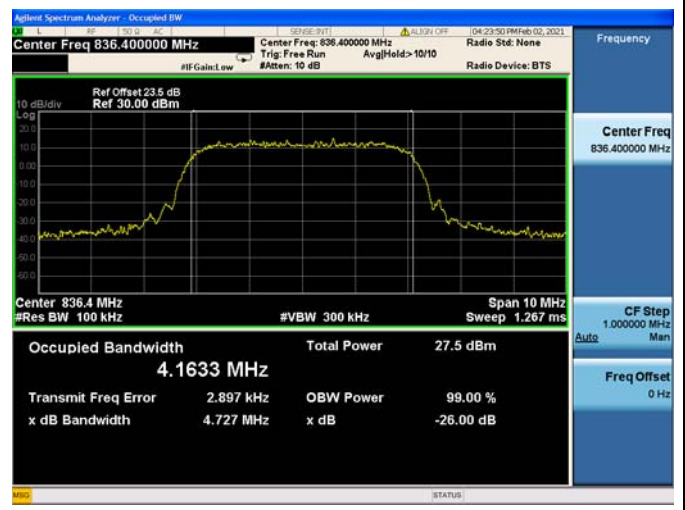 Agilent Spectrum Analyzer - Occupied BW
L RF 50 Ω AC SENSE:INT ALIGN OFF 04:23:50 PM Feb 02, 2021
Center Freq 836.400000 MHz
Center Freq: 836.400000 MHz
Radio Std: None
Trig: Free Run Avg|Hold:>10/10
#IFGain:Low
#Atten: 10 dB
Radio Device: BTS
Ref Offset 23.5 dB
10 dB/div Ref 30.00 dBm
Log
20.0
10.0
0.00
-10.0
-20.0
-30.0
-40.0
-50.0
-60.0
Center 836.4 MHz Span 10 MHz
#Res BW 100 kHz #VBW 300 kHz Sweep 1.267 ms
Occupied Bandwidth Total Power 27.5 dBm
4.1633 MHz
Transmit Freq Error 2.897 kHz OBW Power 99.00 %
x dB Bandwidth 4.727 MHz x dB -26.00 dB
MSG STATUS
Frequency
Center Freq
836.400000 MHz
CF Step
1.000000 MHz
Auto Man
Freq Offset
0 Hz